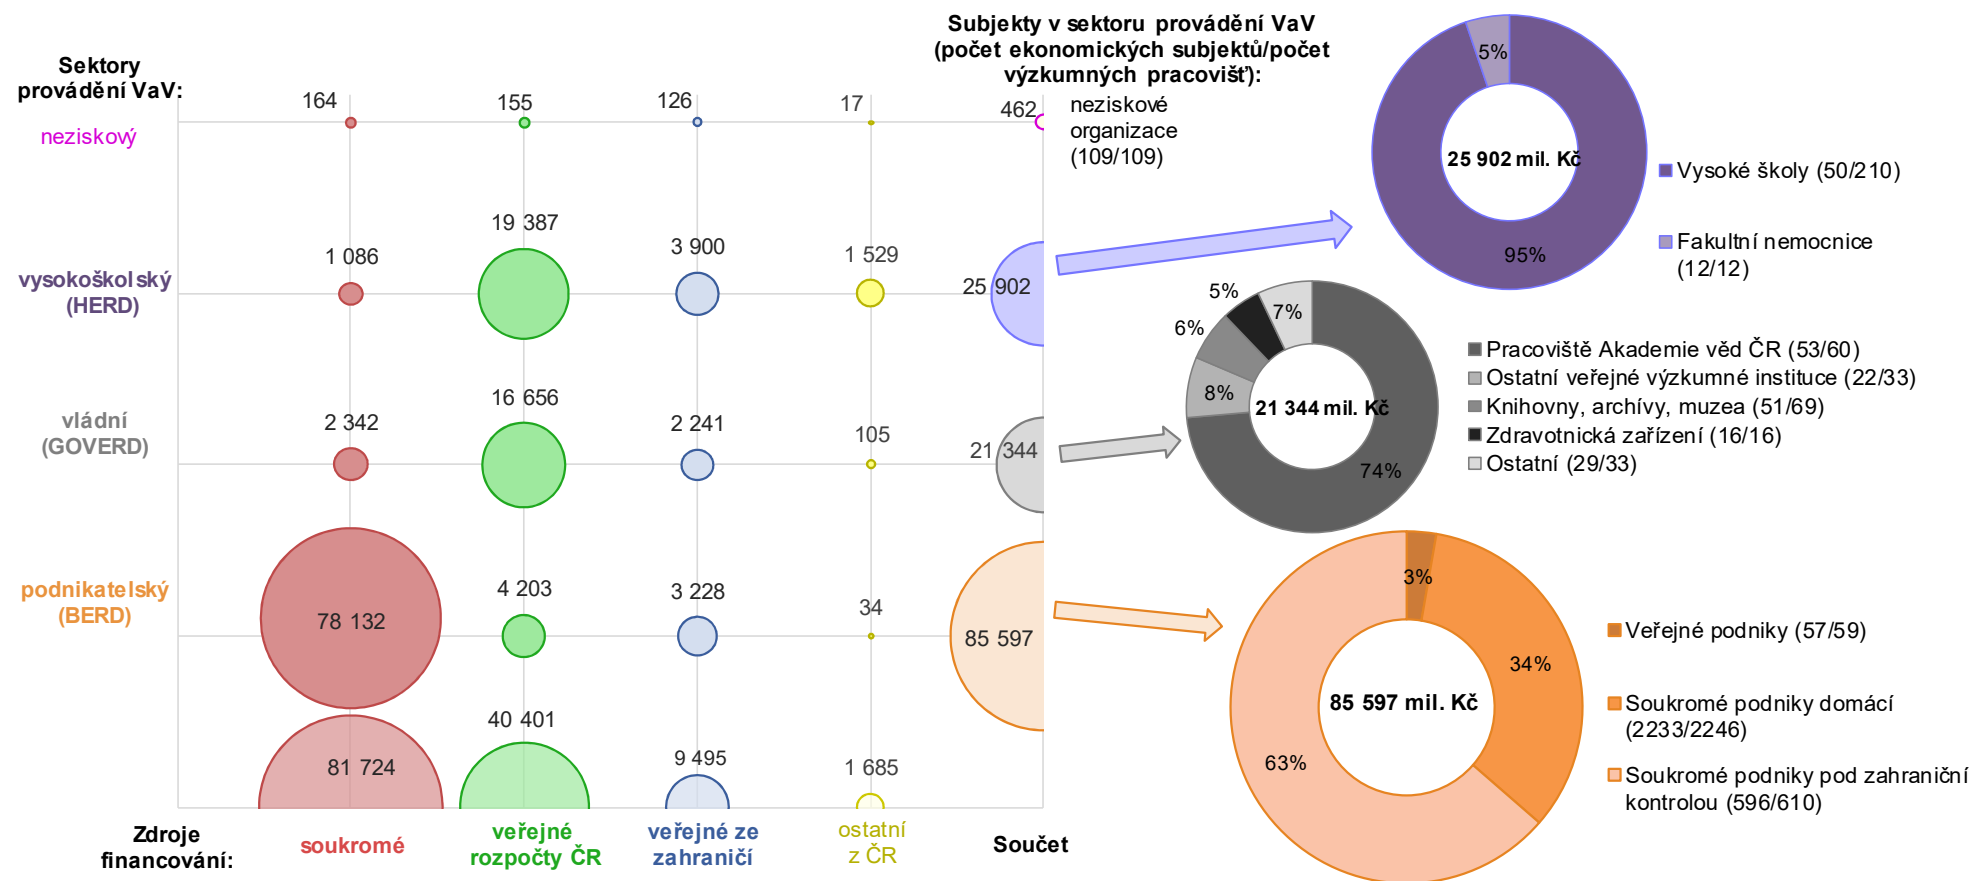 Sektory
provádění VaV:
164
155
126
17
462
neziskový
Subjekty v sektoru provádění VaV
(počet ekonomických subjektů/počet
výzkumných pracovišť):
neziskové
organizace
(109/109)
19 387
3 900
1 529
1 086
25 902
vysokoškolský
(HERD)
16 656
2 342
2 241
105
21 344
vládní
(GOVERD)
78 132
4 203
3 228
34
85 597
podnikatelský
(BERD)
81 724
40 401
9 495
1 685
Zdroje
financování:
soukromé
veřejné
rozpočty ČR
veřejné ze
zahraničí
ostatní
z ČR
Součet
5%
25 902 mil. Kč
95%
Vysoké školy (50/210)
Fakultní nemocnice
(12/12)
5%
7%
6%
8%
21 344 mil. Kč
74%
Pracoviště Akademie věd ČR (53/60)
Ostatní veřejné výzkumné instituce (22/33)
Knihovny, archívy, muzea (51/69)
Zdravotnická zařízení (16/16)
Ostatní (29/33)
3%
34%
85 597 mil. Kč
63%
Veřejné podniky (57/59)
Soukromé podniky domácí
(2233/2246)
Soukromé podniky pod zahraniční
kontrolou (596/610)